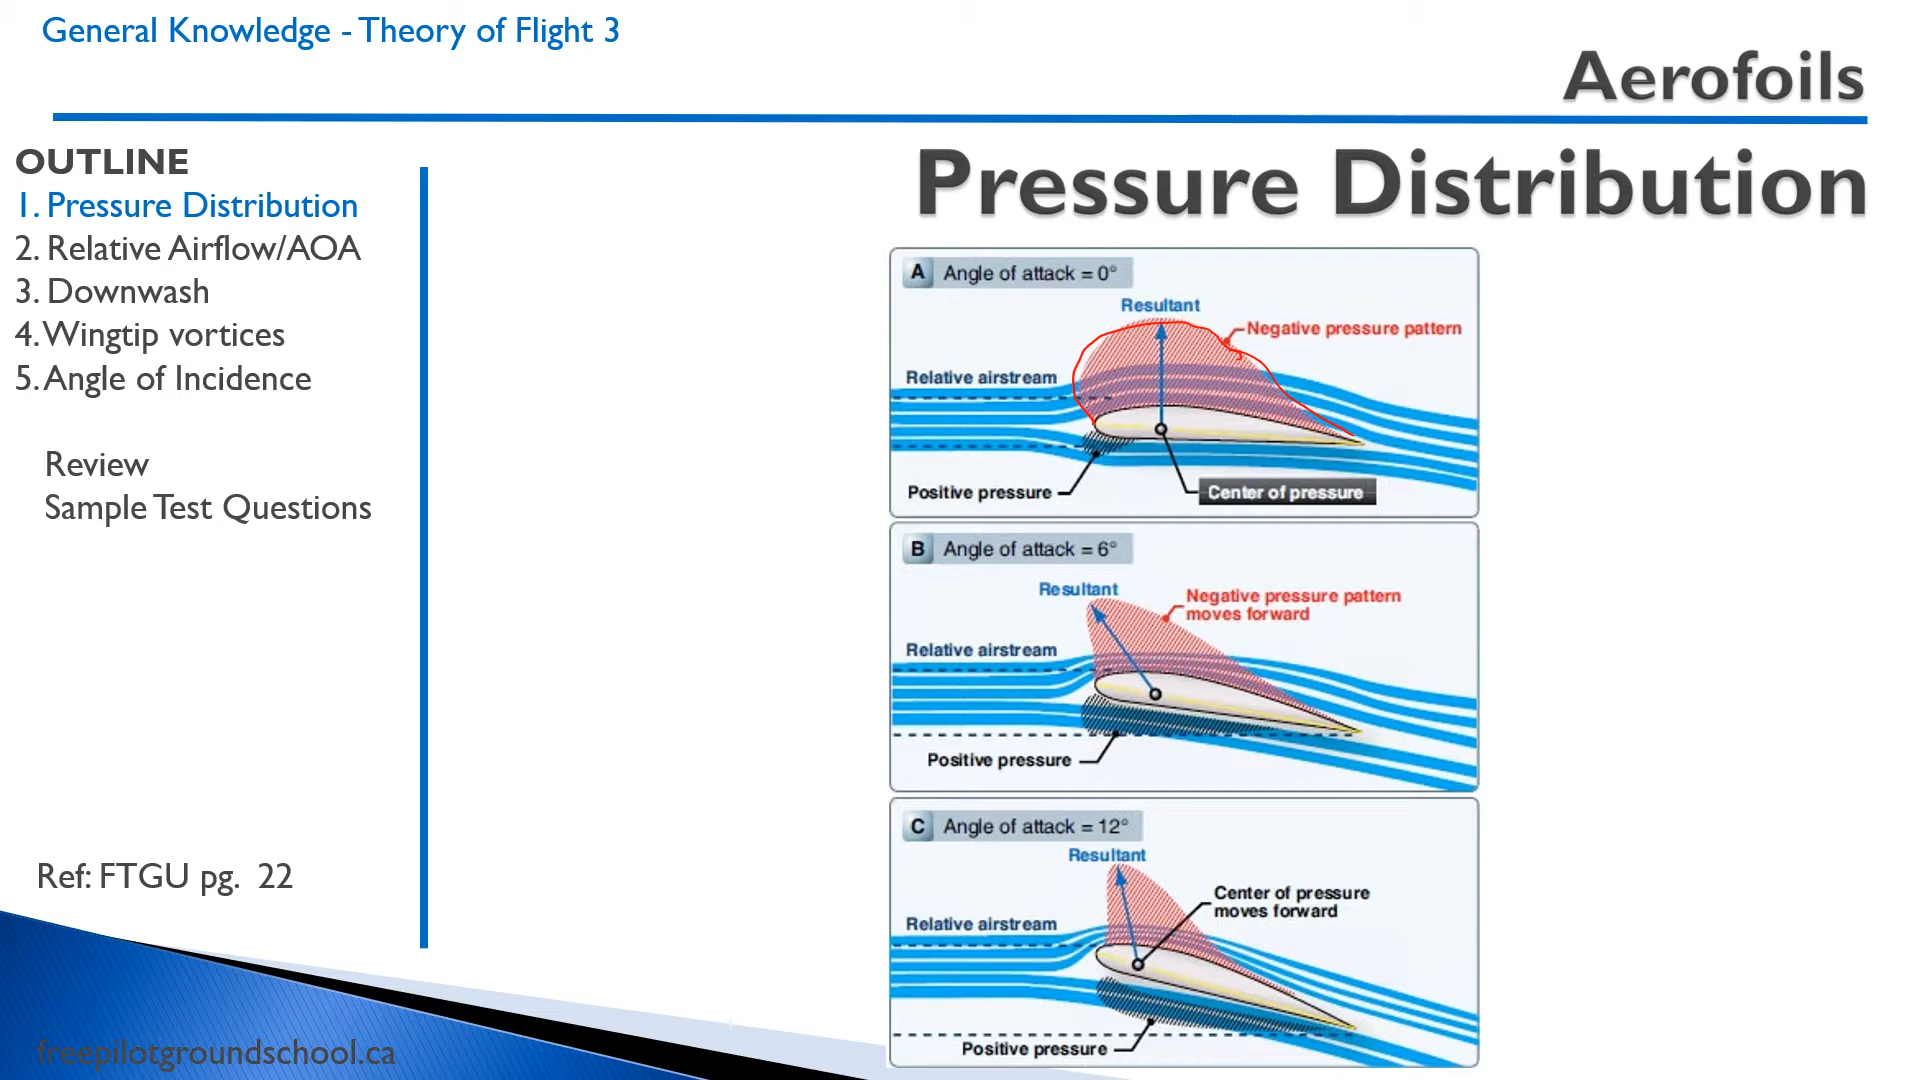 General Knowledge - Theory of Flight 3
Aerofoils
OUTLINE
1. Pressure Distribution
2. Relative Airflow/AOA
3. Downwash
4. Wingtip vortices
5. Angle of Incidence
Review
Sample Test Questions
Ref: FTGU pg. 22
freepilotgroundschool.ca
Pressure Distribution
A Angle of attack = 0°
Resultant
Negative pressure pattern
Relative airstream
Positive pressure
Center of pressure
B Angle of attack = 6°
Resultant
Negative pressure pattern
moves forward
Relative airstream
Positive pressure
C Angle of attack = 12°
Resultant
Center of pressure
moves forward
Relative airstream
Positive pressure